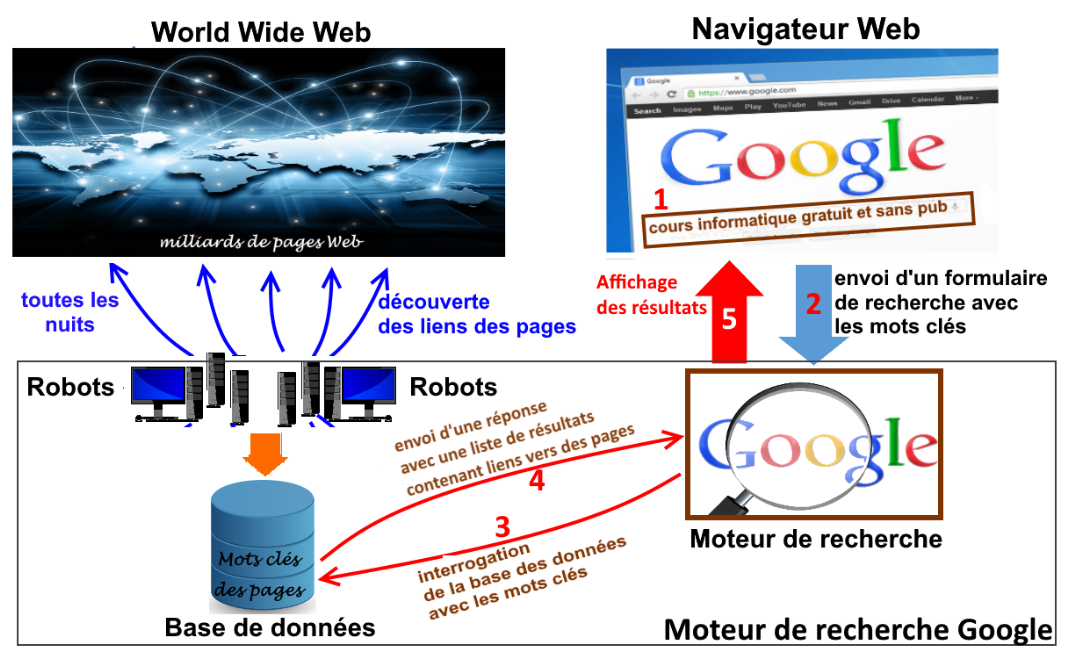 World Wide Web
milliards de pages Web
Navigateur Web
Google
https://www.google.com
Search Images Maps Play YouTube News Gmail Drive Calendar More
Google
1
cours informatique gratuit et sans pub
toutes les
nuits
découverte
des liens des pages
Affichage
des résultats
5
2
envoi d'un formulaire
de recherche avec
les mots clés
Robots
Robots
envoi d'une réponse
avec une liste de résultats
contenant liens vers des pages
4
3
interrogation
de la base des données
avec les mots clés
Google
Moteur de recherche
Mots clés
des pages
Base de données
Moteur de recherche Google